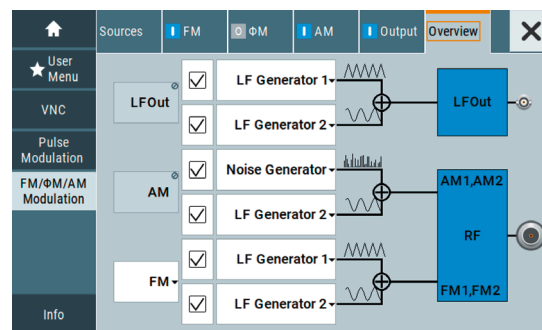 Sources
I FM
O ΦM
I AM
I Output
Overview
User
Menu
VNC
Pulse
Modulation
FM/ΦM/AM
Modulation
Info
LFOut
LF Generator 1
LF Generator 2
LFOut
AM
Noise Generator
LF Generator 2
AM1,AM2
RF
FM
LF Generator 1
LF Generator 2
FM1,FM2